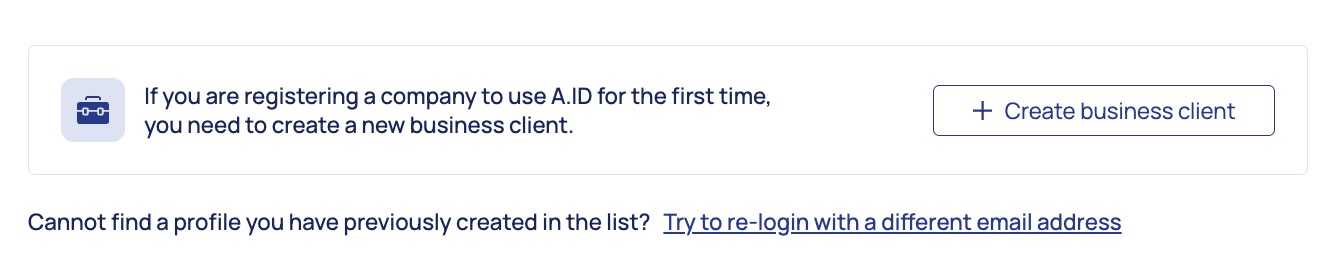 If you are registering a company to use A.ID for the first time,
you need to create a new business client.
+ Create business client
Cannot find a profile you have previously created in the list? Try to re-login with a different email address